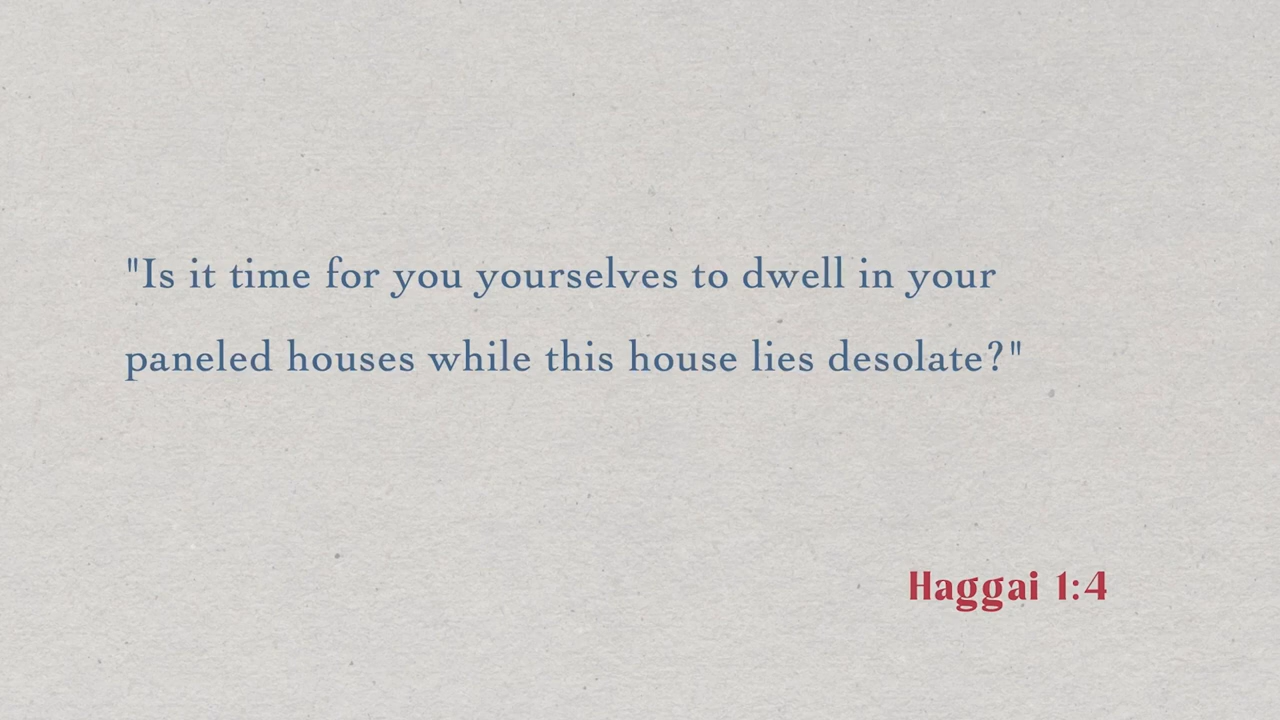 "Is it time for you yourselves to dwell in your
paneled houses while this house lies desolate?"
Haggai 1:4